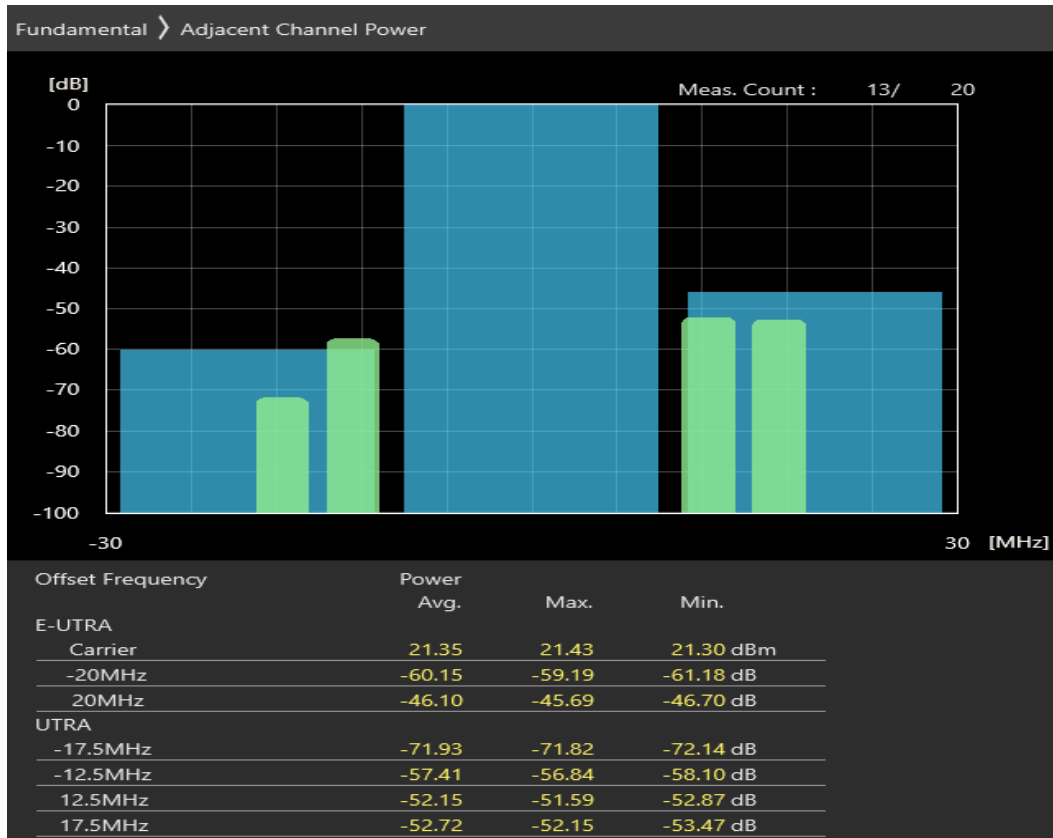 Fundamental 〉 Adjacent Channel Power
[dB]
Meas. Count : 13/ 20
0
-10
-20
-30
-40
-50
-60
-70
-80
-90
-100
-30 30 [MHz]
Offset Frequency Power
Avg. Max. Min.
E-UTRA
Carrier 21.35 21.43 21.30 dBm
-20MHz -60.15 -59.19 -61.18 dB
20MHz -46.10 -45.69 -46.70 dB
UTRA
-17.5MHz -71.93 -71.82 -72.14 dB
-12.5MHz -57.41 -56.84 -58.10 dB
12.5MHz -52.15 -51.59 -52.87 dB
17.5MHz -52.72 -52.15 -53.47 dB